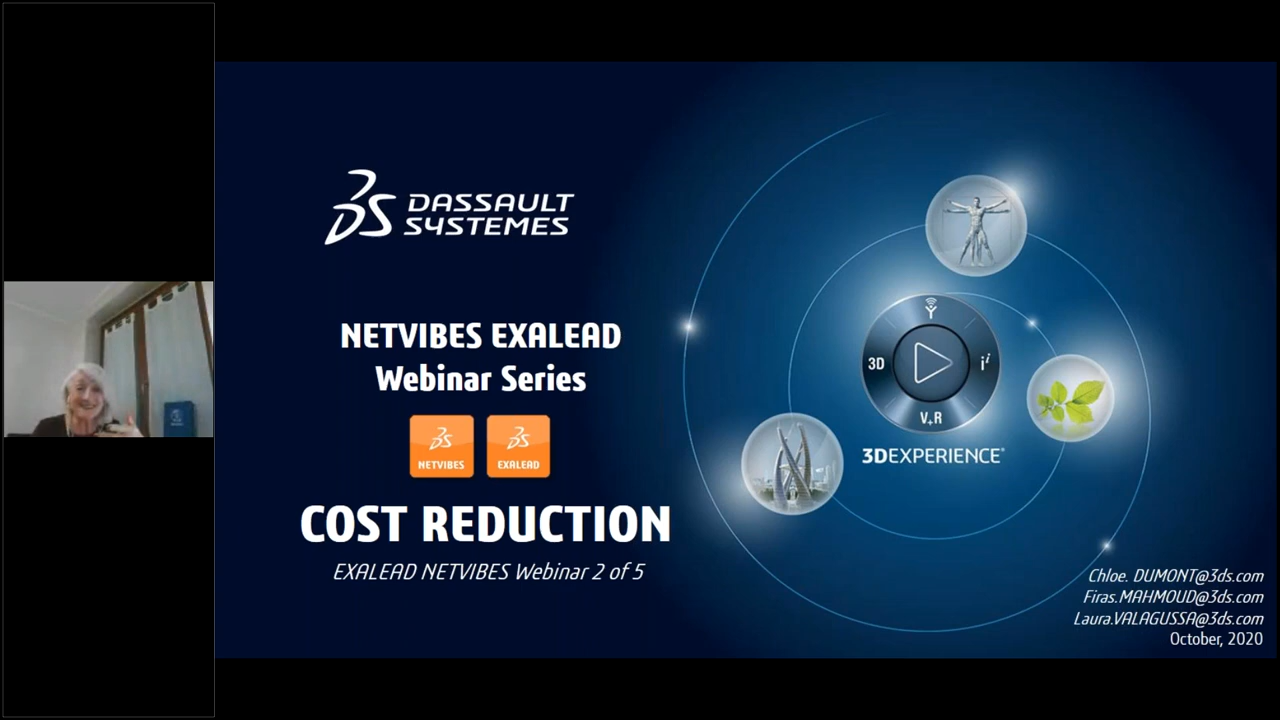 DASSAULT
SYSTEMES
NETVIBES EXALEAD
Webinar Series
NETVIBES
EXALEAD
COST REDUCTION
EXALEAD NETVIBES Webinar 2 of 5
3D
i
V+R
3DEXPERIENCE®
Chloe. DUMONT@3ds.com
Firas.MAHMOUD@3ds.com
Laura.VALAGUSSA@3ds.com
October, 2020